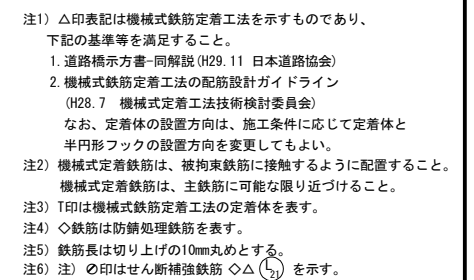 注1) △印表記は機械式鉄筋定着工法を示すものであり、
下記の基準等を満足すること。
1. 道路橋示方書-同解説(H29.11 日本道路協会)
2. 機械式鉄筋定着工法の配筋設計ガイドライン
(H28.7 機械式定着工法技術検討委員会)
なお、定着体の設置方向は、施工条件に応じて定着体と
半円形フックの設置方向を変更してもよい。
注2) 機械式定着鉄筋は、被拘束鉄筋に接触するように配置すること。
機械式定着鉄筋は、主鉄筋に可能な限り近づけること。
注3) T印は機械式鉄筋定着工法の定着体を表す。
注4) ◇鉄筋は防錆処理鉄筋を表す。
注5) 鉄筋長は切り上げの10mm丸めとする。
注6) 注) ⊘印はせん断補強鉄筋 ◇△ L21 を示す。